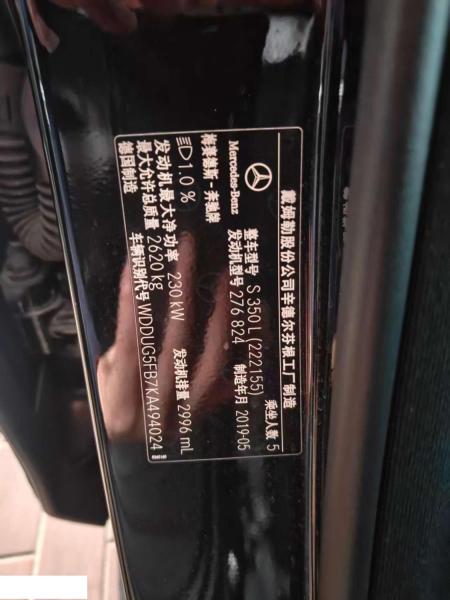 戴姆勒股份公司辛德尔芬根工厂制造
Mercedes-Benz
梅赛德斯-奔驰牌
整车型号 S 350 L (222.155) 乘坐人数 5
发动机型号 276 824 制造年月 2019-05
1.0 %
发动机最大净功率 230 kW 发动机排量 2996 mL
最大允许总质量 2620 kg
德国制造 车辆识别代号 WDDUG5FB7KA494024